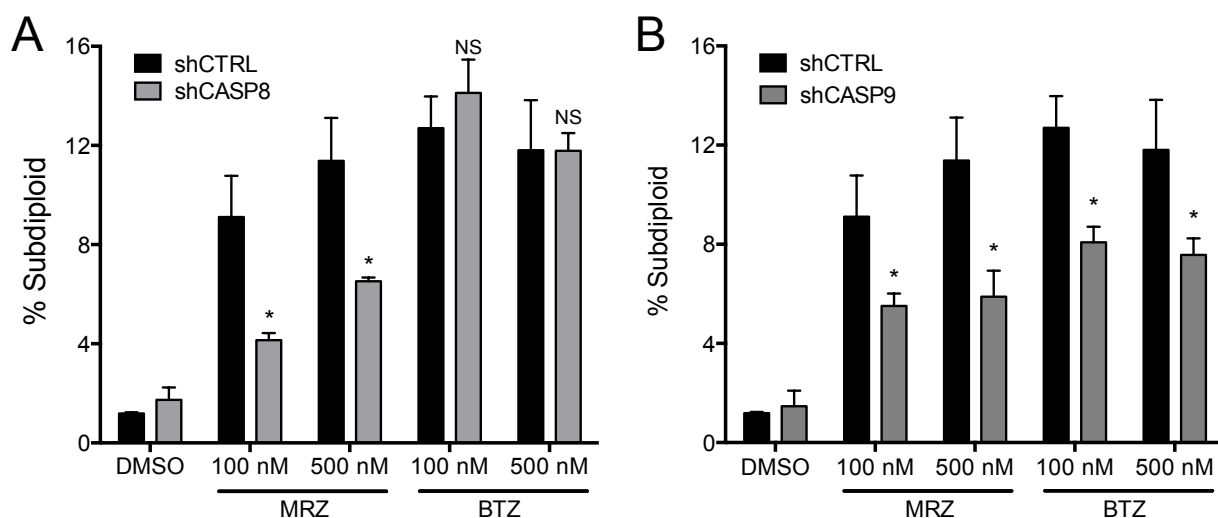 A
16
12
8
4
0
% Subdiploid
shCTRL
shCASP8
NS
NS
*
*
DMSO 100 nM 500 nM 100 nM 500 nM
MRZ BTZ
B
16
12
8
4
0
% Subdiploid
shCTRL
shCASP9
*
*
*
*
DMSO 100 nM 500 nM 100 nM 500 nM
MRZ BTZ